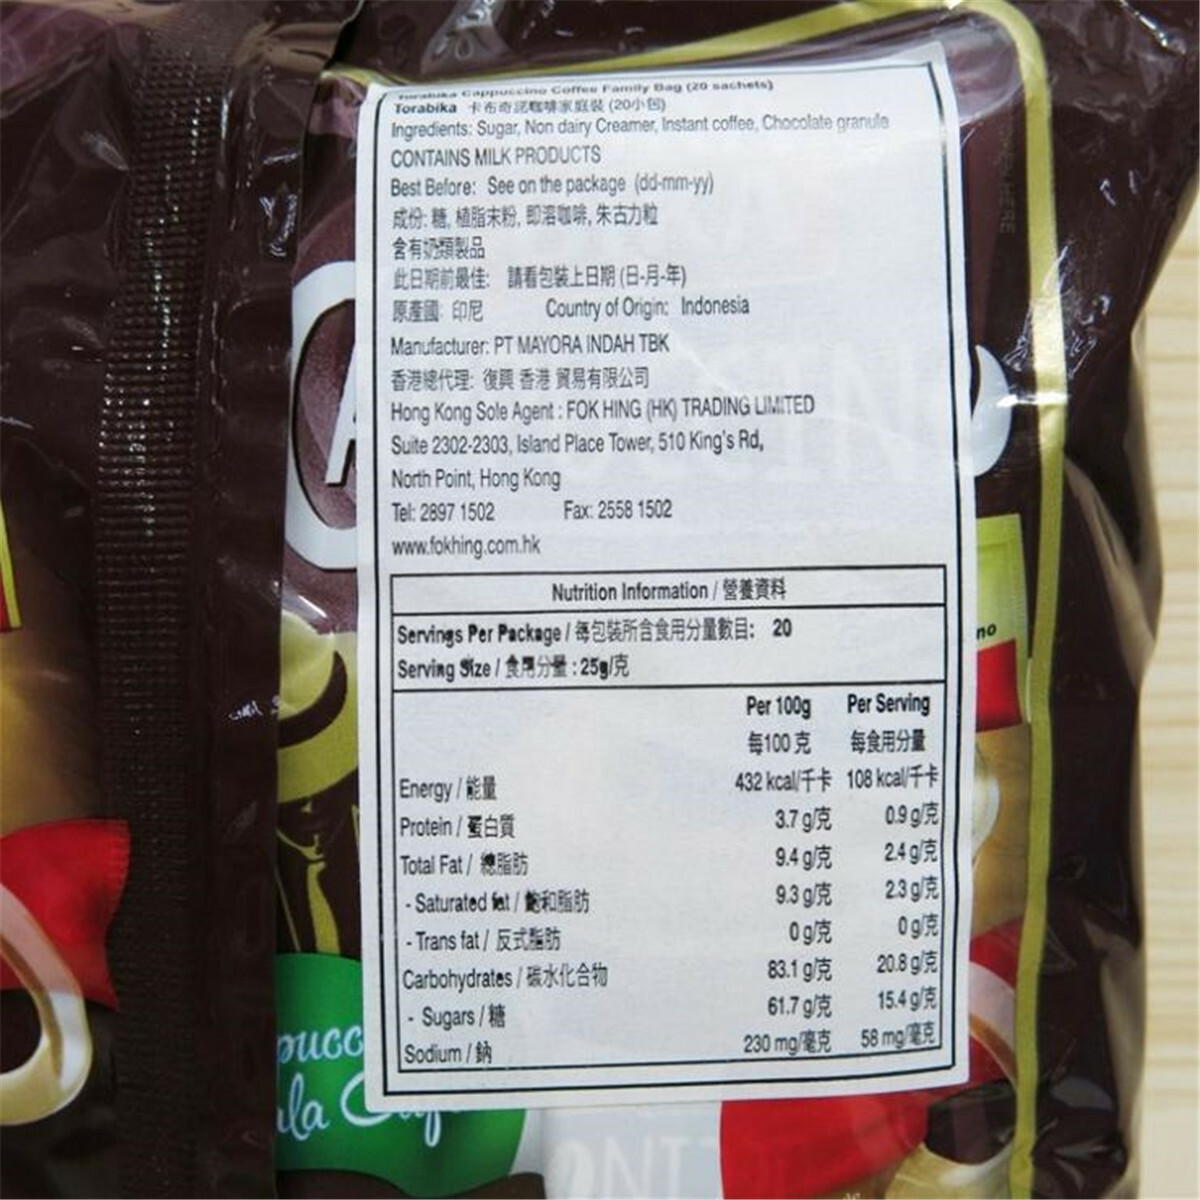 Torabika Cappuccino Coffee Family Bag (20 sachets)
Torabika 卡布奇諾咖啡家庭裝 (20小包)
Ingredients: Sugar, Non dairy Creamer, Instant coffee, Chocolate granule
CONTAINS MILK PRODUCTS
Best Before: See on the package (dd-mm-yy)
成份: 糖, 植脂末粉, 即溶咖啡, 朱古力粒
含有奶類製品
此日期前最佳: 請看包裝上日期 (日-月-年)
原產國: 印尼 Country of Origin: Indonesia
Manufacturer: PT MAYORA INDAH TBK
香港總代理: 復興 香港 貿易有限公司
Hong Kong Sole Agent : FOK HING (HK) TRADING LIMITED
Suite 2302-2303, Island Place Tower, 510 King's Rd,
North Point, Hong Kong
Tel: 2897 1502 Fax: 2558 1502
www.fokhing.com.hk
Nutrition Information / 營養資料
Servings Per Package / 每包裝所含食用分量數目: 20
Serving Size / 食用分量 : 25g/克
Per 100g Per Serving
每100 克 每食用分量
Energy / 能量 432 kcal/千卡 108 kcal/千卡
Protein / 蛋白質 3.7 g/克 0.9 g/克
Total Fat / 總脂肪 9.4 g/克 2.4 g/克
- Saturated fat / 飽和脂肪 9.3 g/克 2.3 g/克
- Trans fat / 反式脂肪 0 g/克 0 g/克
Carbohydrates / 碳水化合物 83.1 g/克 20.8 g/克
- Sugars / 糖 61.7 g/克 15.4 g/克
Sodium / 鈉 230 mg/毫克 58 mg/毫克